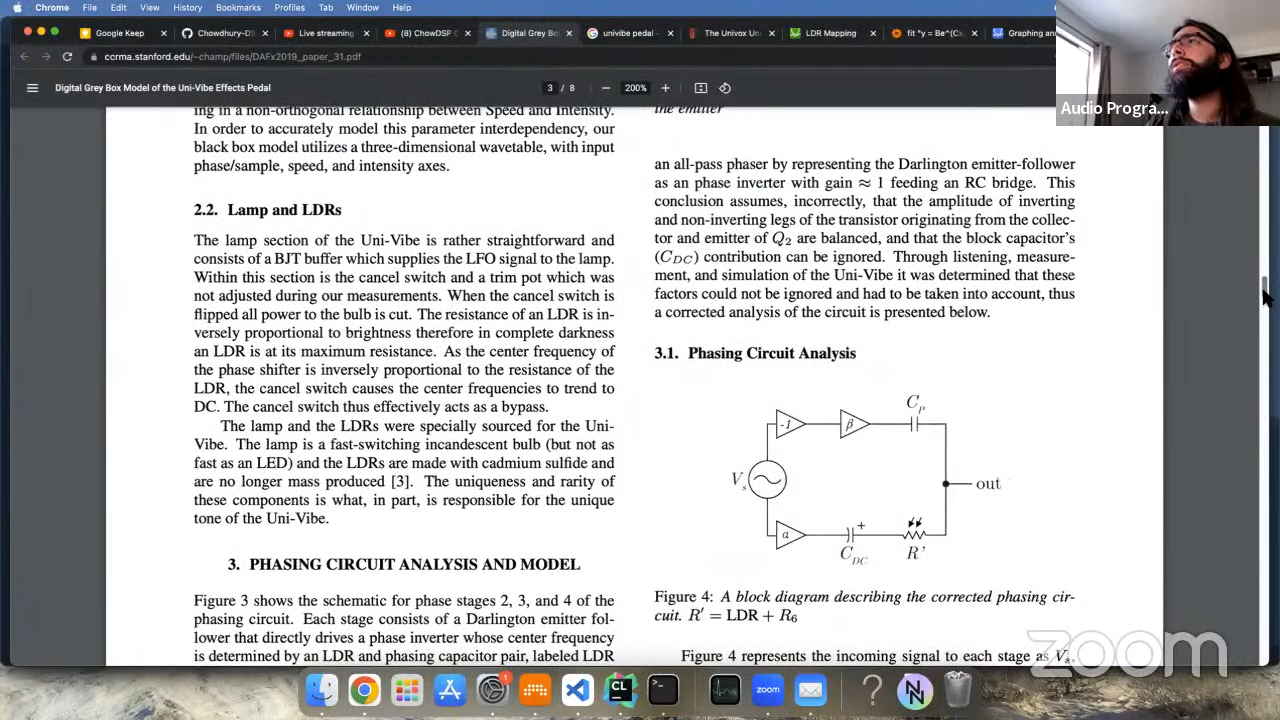 Chrome File Edit View History Bookmarks Profiles Tab Window Help
Google Keep
Chowdhury-DS
Live streaming
(8) ChowDSP C
Digital Grey Bo
univibe pedal –
The Univox Un
LDR Mapping
fit "y = Be^(Cx
Graphing and
ccrma.stanford.edu/~champ/files/DAFx2019_paper_31.pdf
Digital Grey Box Model of the Uni-Vibe Effects Pedal
3 / 8
200%
Audio Progra...
ing in a non-orthogonal relationship between Speed and Intensity.
In order to accurately model this parameter interdependency, our
black box model utilizes a three-dimensional wavetable, with input
phase/sample, speed, and intensity axes.
2.2. Lamp and LDRs
The lamp section of the Uni-Vibe is rather straightforward and
consists of a BJT buffer which supplies the LFO signal to the lamp.
Within this section is the cancel switch and a trim pot which was
not adjusted during our measurements. When the cancel switch is
flipped all power to the bulb is cut. The resistance of an LDR is in-
versely proportional to brightness therefore in complete darkness
an LDR is at its maximum resistance. As the center frequency of
the phase shifter is inversely proportional to the resistance of the
LDR, the cancel switch causes the center frequencies to trend to
DC. The cancel switch thus effectively acts as a bypass.
The lamp and the LDRs were specially sourced for the Uni-
Vibe. The lamp is a fast-switching incandescent bulb (but not as
fast as an LED) and the LDRs are made with cadmium sulfide and
are no longer mass produced [3]. The uniqueness and rarity of
these components is what, in part, is responsible for the unique
tone of the Uni-Vibe.
3. PHASING CIRCUIT ANALYSIS AND MODEL
Figure 3 shows the schematic for phase stages 2, 3, and 4 of the
phasing circuit. Each stage consists of a Darlington emitter fol-
lower that directly drives a phase inverter whose center frequency
is determined by an LDR and phasing capacitor pair, labeled LDR
the emitter
an all-pass phaser by representing the Darlington emitter-follower
as an phase inverter with gain ≈ 1 feeding an RC bridge. This
conclusion assumes, incorrectly, that the amplitude of inverting
and non-inverting legs of the transistor originating from the collec-
tor and emitter of Q2 are balanced, and that the block capacitor's
(CDC) contribution can be ignored. Through listening, measure-
ment, and simulation of the Uni-Vibe it was determined that these
factors could not be ignored and had to be taken into account, thus
a corrected analysis of the circuit is presented below.
3.1. Phasing Circuit Analysis
Cp
-1
β
Vs
out
α
+
CDC
R'
Figure 4: A block diagram describing the corrected phasing cir-
cuit. R′ = LDR + R6
Figure 4 represents the incoming signal to each stage as Vs,
zoom
1
CL
zoom